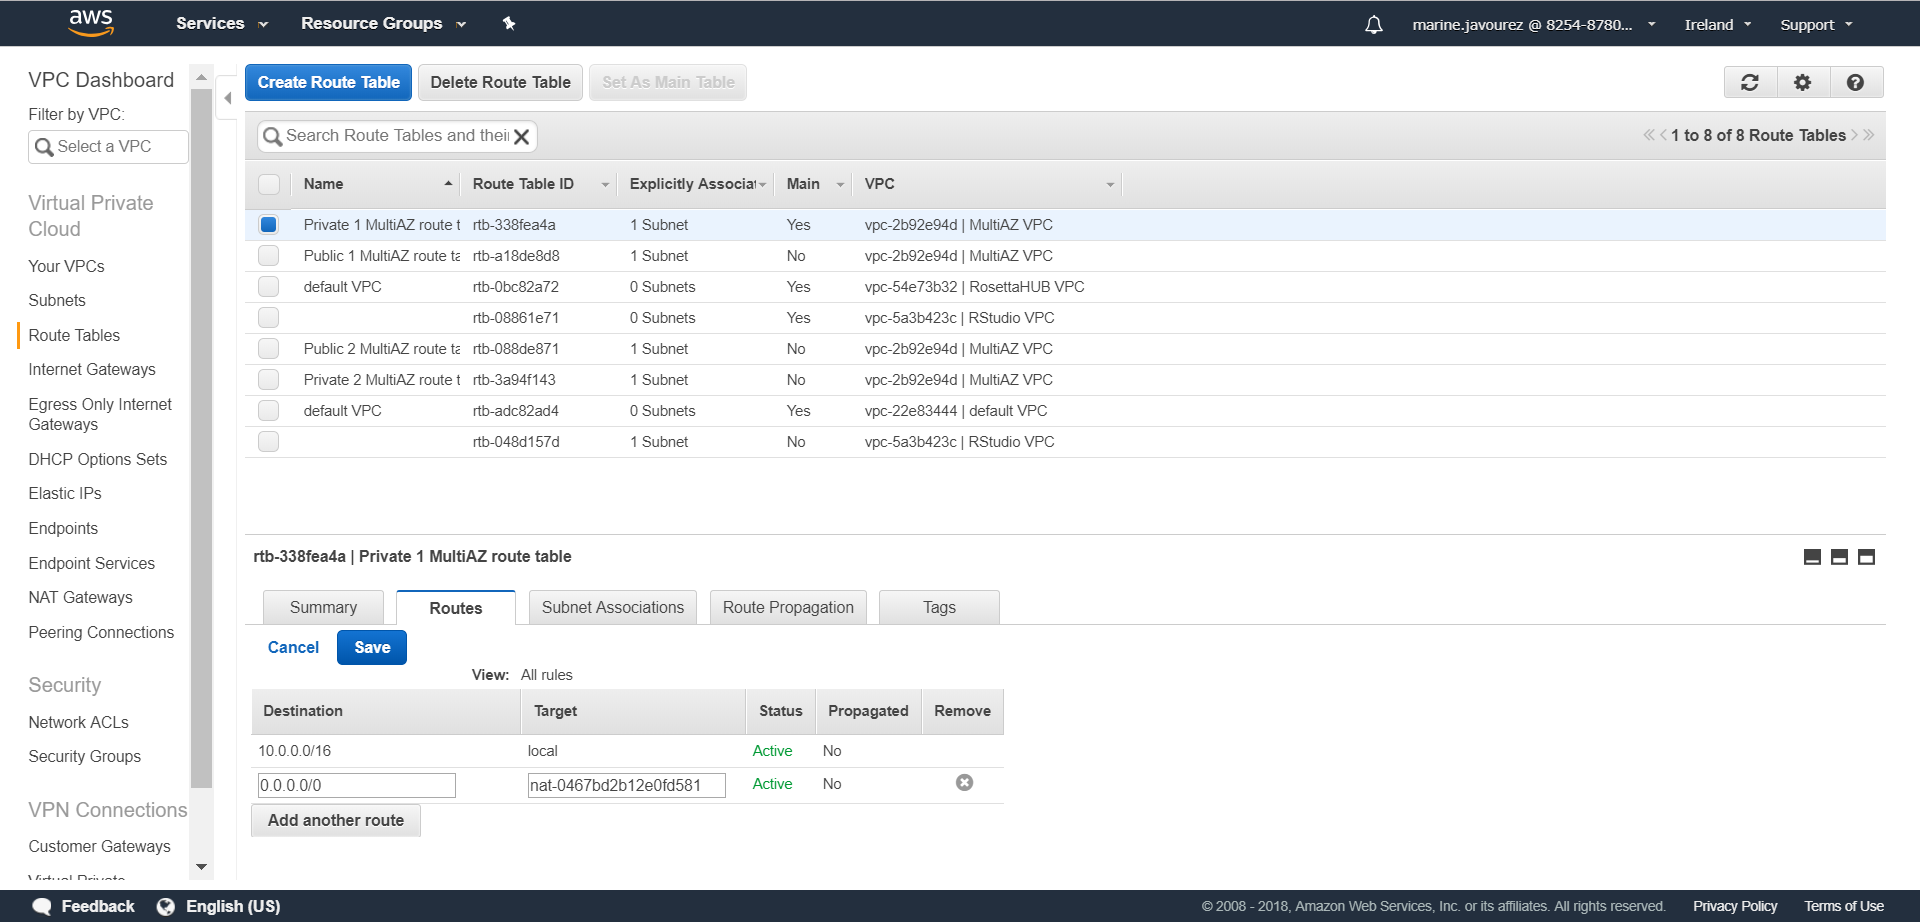 aws Services Resource Groups marine.javourez @ 8254-8780... Ireland Support
VPC Dashboard
Filter by VPC:
Select a VPC
Virtual Private
Cloud
Your VPCs
Subnets
Route Tables
Internet Gateways
Egress Only Internet
Gateways
DHCP Options Sets
Elastic IPs
Endpoints
Endpoint Services
NAT Gateways
Peering Connections
Security
Network ACLs
Security Groups
VPN Connections
Customer Gateways
Virtual Private
Create Route Table Delete Route Table Set As Main Table
Search Route Tables and thei
1 to 8 of 8 Route Tables
Name Route Table ID Explicitly Associat Main VPC
Private 1 MultiAZ route t rtb-338fea4a 1 Subnet Yes vpc-2b92e94d | MultiAZ VPC
Public 1 MultiAZ route ta rtb-a18de8d8 1 Subnet No vpc-2b92e94d | MultiAZ VPC
default VPC rtb-0bc82a72 0 Subnets Yes vpc-54e73b32 | RosettaHUB VPC
rtb-08861e71 0 Subnets Yes vpc-5a3b423c | RStudio VPC
Public 2 MultiAZ route ta rtb-088de871 1 Subnet No vpc-2b92e94d | MultiAZ VPC
Private 2 MultiAZ route t rtb-3a94f143 1 Subnet No vpc-2b92e94d | MultiAZ VPC
default VPC rtb-adc82ad4 0 Subnets Yes vpc-22e83444 | default VPC
rtb-048d157d 1 Subnet No vpc-5a3b423c | RStudio VPC
rtb-338fea4a | Private 1 MultiAZ route table
Summary Routes Subnet Associations Route Propagation Tags
Cancel Save
View: All rules
Destination Target Status Propagated Remove
10.0.0.0/16 local Active No
0.0.0.0/0 nat-0467bd2b12e0fd581 Active No
Add another route
Feedback English (US) © 2008 - 2018, Amazon Web Services, Inc. or its affiliates. All rights reserved. Privacy Policy Terms of Use